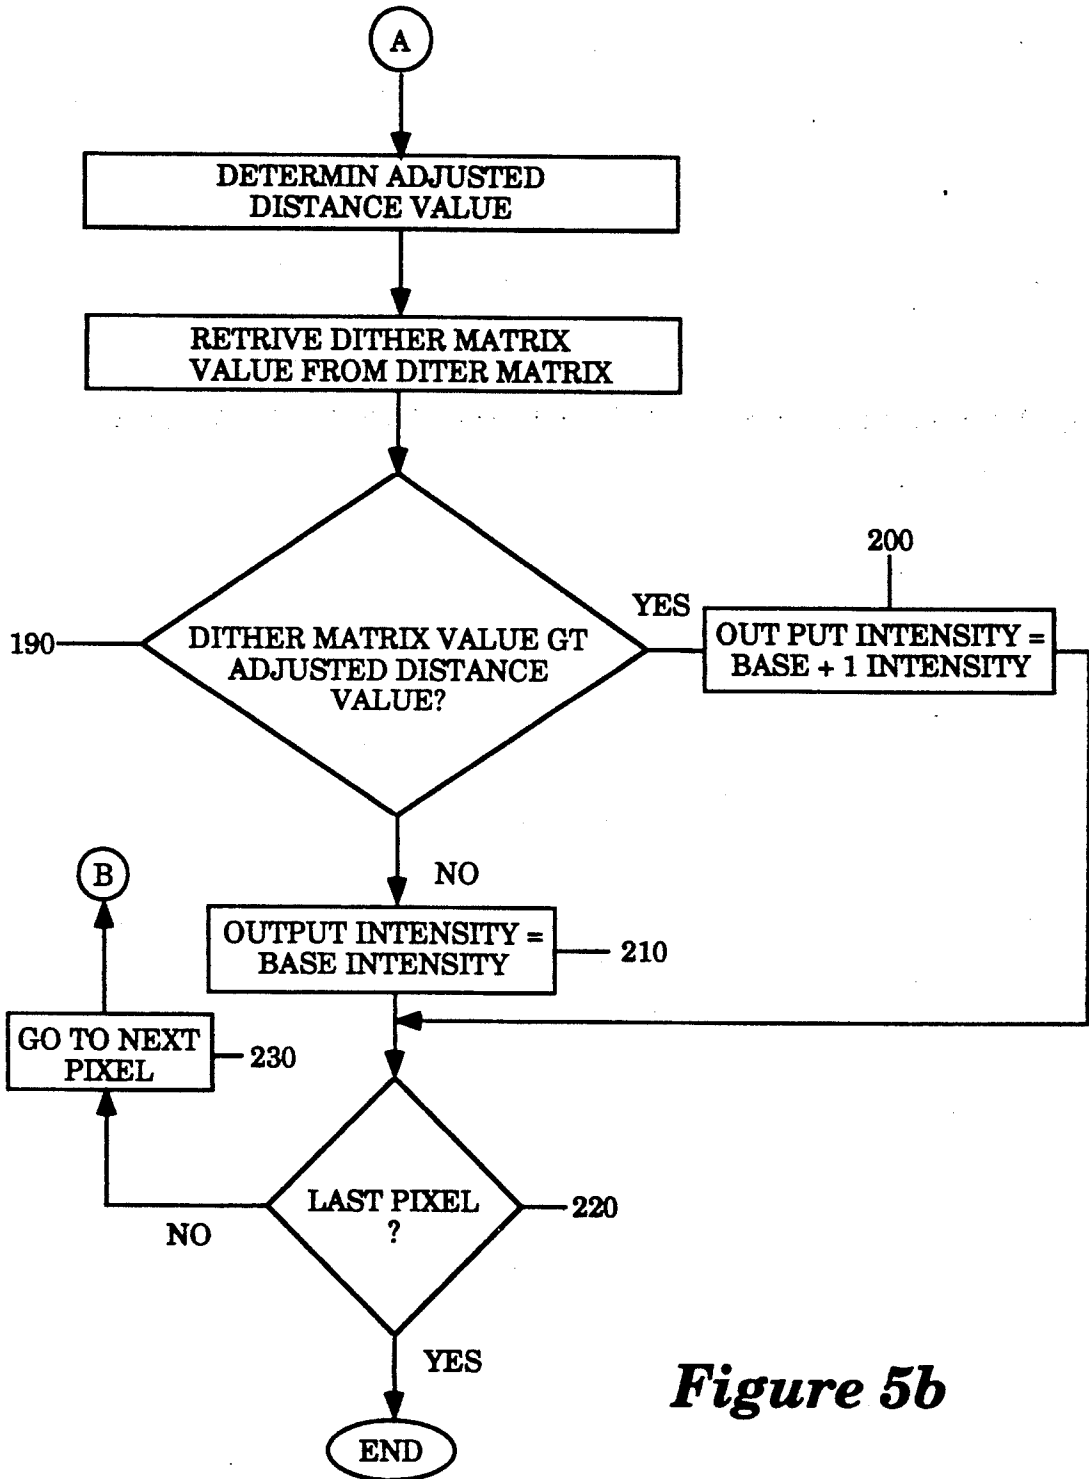 A
DETERMIN ADJUSTED
DISTANCE VALUE
RETRIVE DITHER MATRIX
VALUE FROM DITER MATRIX
200
190
DITHER MATRIX VALUE GT
ADJUSTED DISTANCE
VALUE?
YES
OUT PUT INTENSITY =
BASE + 1 INTENSITY
NO
B
OUTPUT INTENSITY =
BASE INTENSITY
210
GO TO NEXT
PIXEL
230
LAST PIXEL
?
220
NO
YES
END
Figure 5b